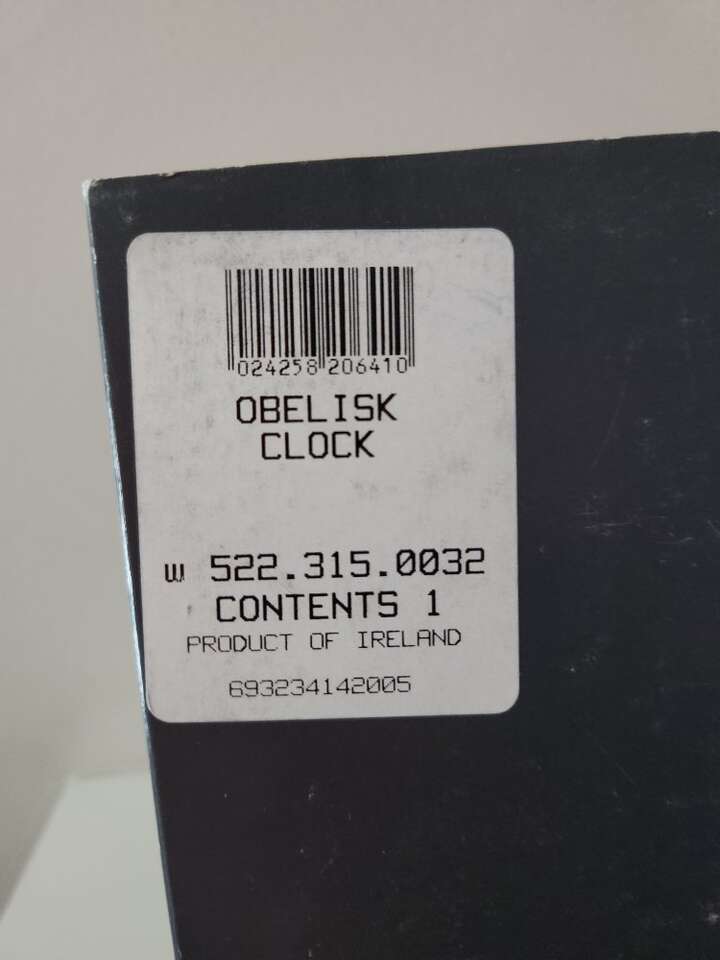 024258 206410
OBELISK
CLOCK
W 522.315.0032
CONTENTS 1
PRODUCT OF IRELAND
693234142005